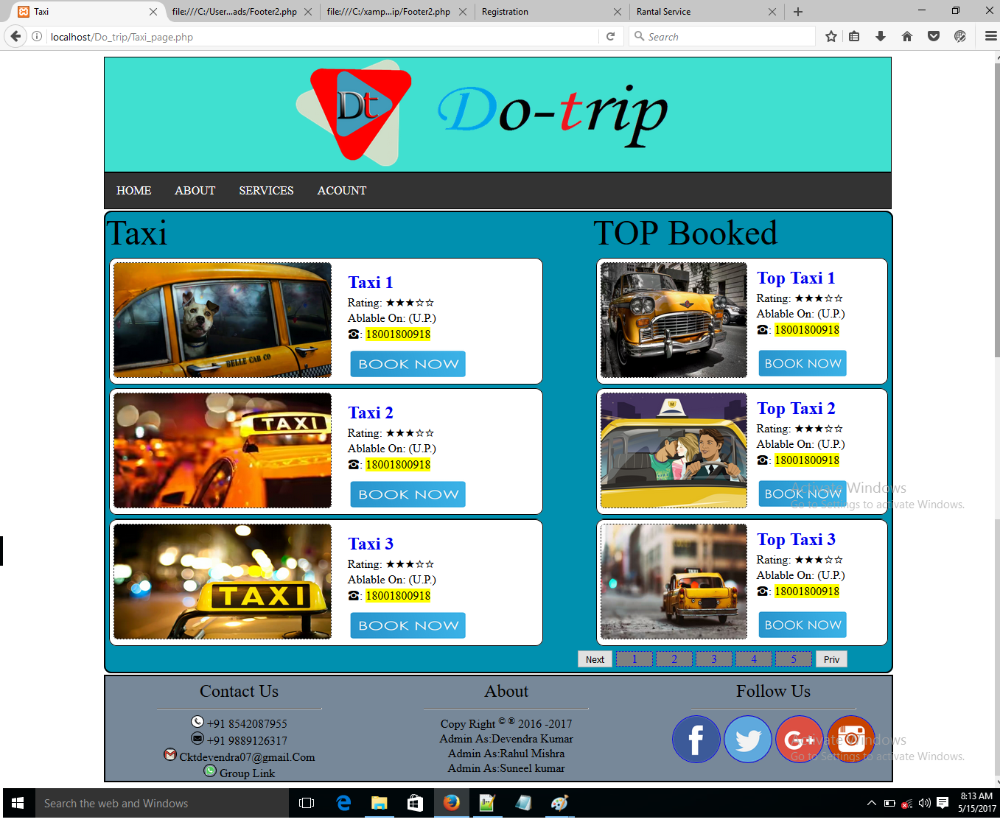 Taxi
file:///C:/User...ads/Footer2.php
file:///C:/xamp...ip/Footer2.php
Registration
Rantal Service
localhost/Do_trip/Taxi_page.php
Search
Dt
Do-trip
HOME ABOUT SERVICES ACOUNT
Taxi
TOP Booked
BELLE CAB CO
Taxi 1
Rating: ★★★☆☆
Ablable On: (U.P.)
☎: 18001800918
BOOK NOW
Top Taxi 1
Rating: ★★★☆☆
Ablable On: (U.P.)
☎: 18001800918
BOOK NOW
TAXI
Taxi 2
Rating: ★★★☆☆
Ablable On: (U.P.)
☎: 18001800918
BOOK NOW
Top Taxi 2
Rating: ★★★☆☆
Ablable On: (U.P.)
☎: 18001800918
BOOK NOW
TAXI
Taxi 3
Rating: ★★★☆☆
Ablable On: (U.P.)
☎: 18001800918
BOOK NOW
TAXI
Top Taxi 3
Rating: ★★★☆☆
Ablable On: (U.P.)
☎: 18001800918
BOOK NOW
Activate Windows
Go to Settings to activate Windows.
Next 1 2 3 4 5 Priv
Contact Us
+91 8542087955
+91 9889126317
Cktdevendra07@gmail.Com
Group Link
About
Copy Right © ® 2016 -2017
Admin As:Devendra Kumar
Admin As:Rahul Mishra
Admin As:Suneel kumar
Follow Us
f
G+
Activate Windows
Go to Settings to activate Windows.
Search the web and Windows
8:13 AM
5/15/2017